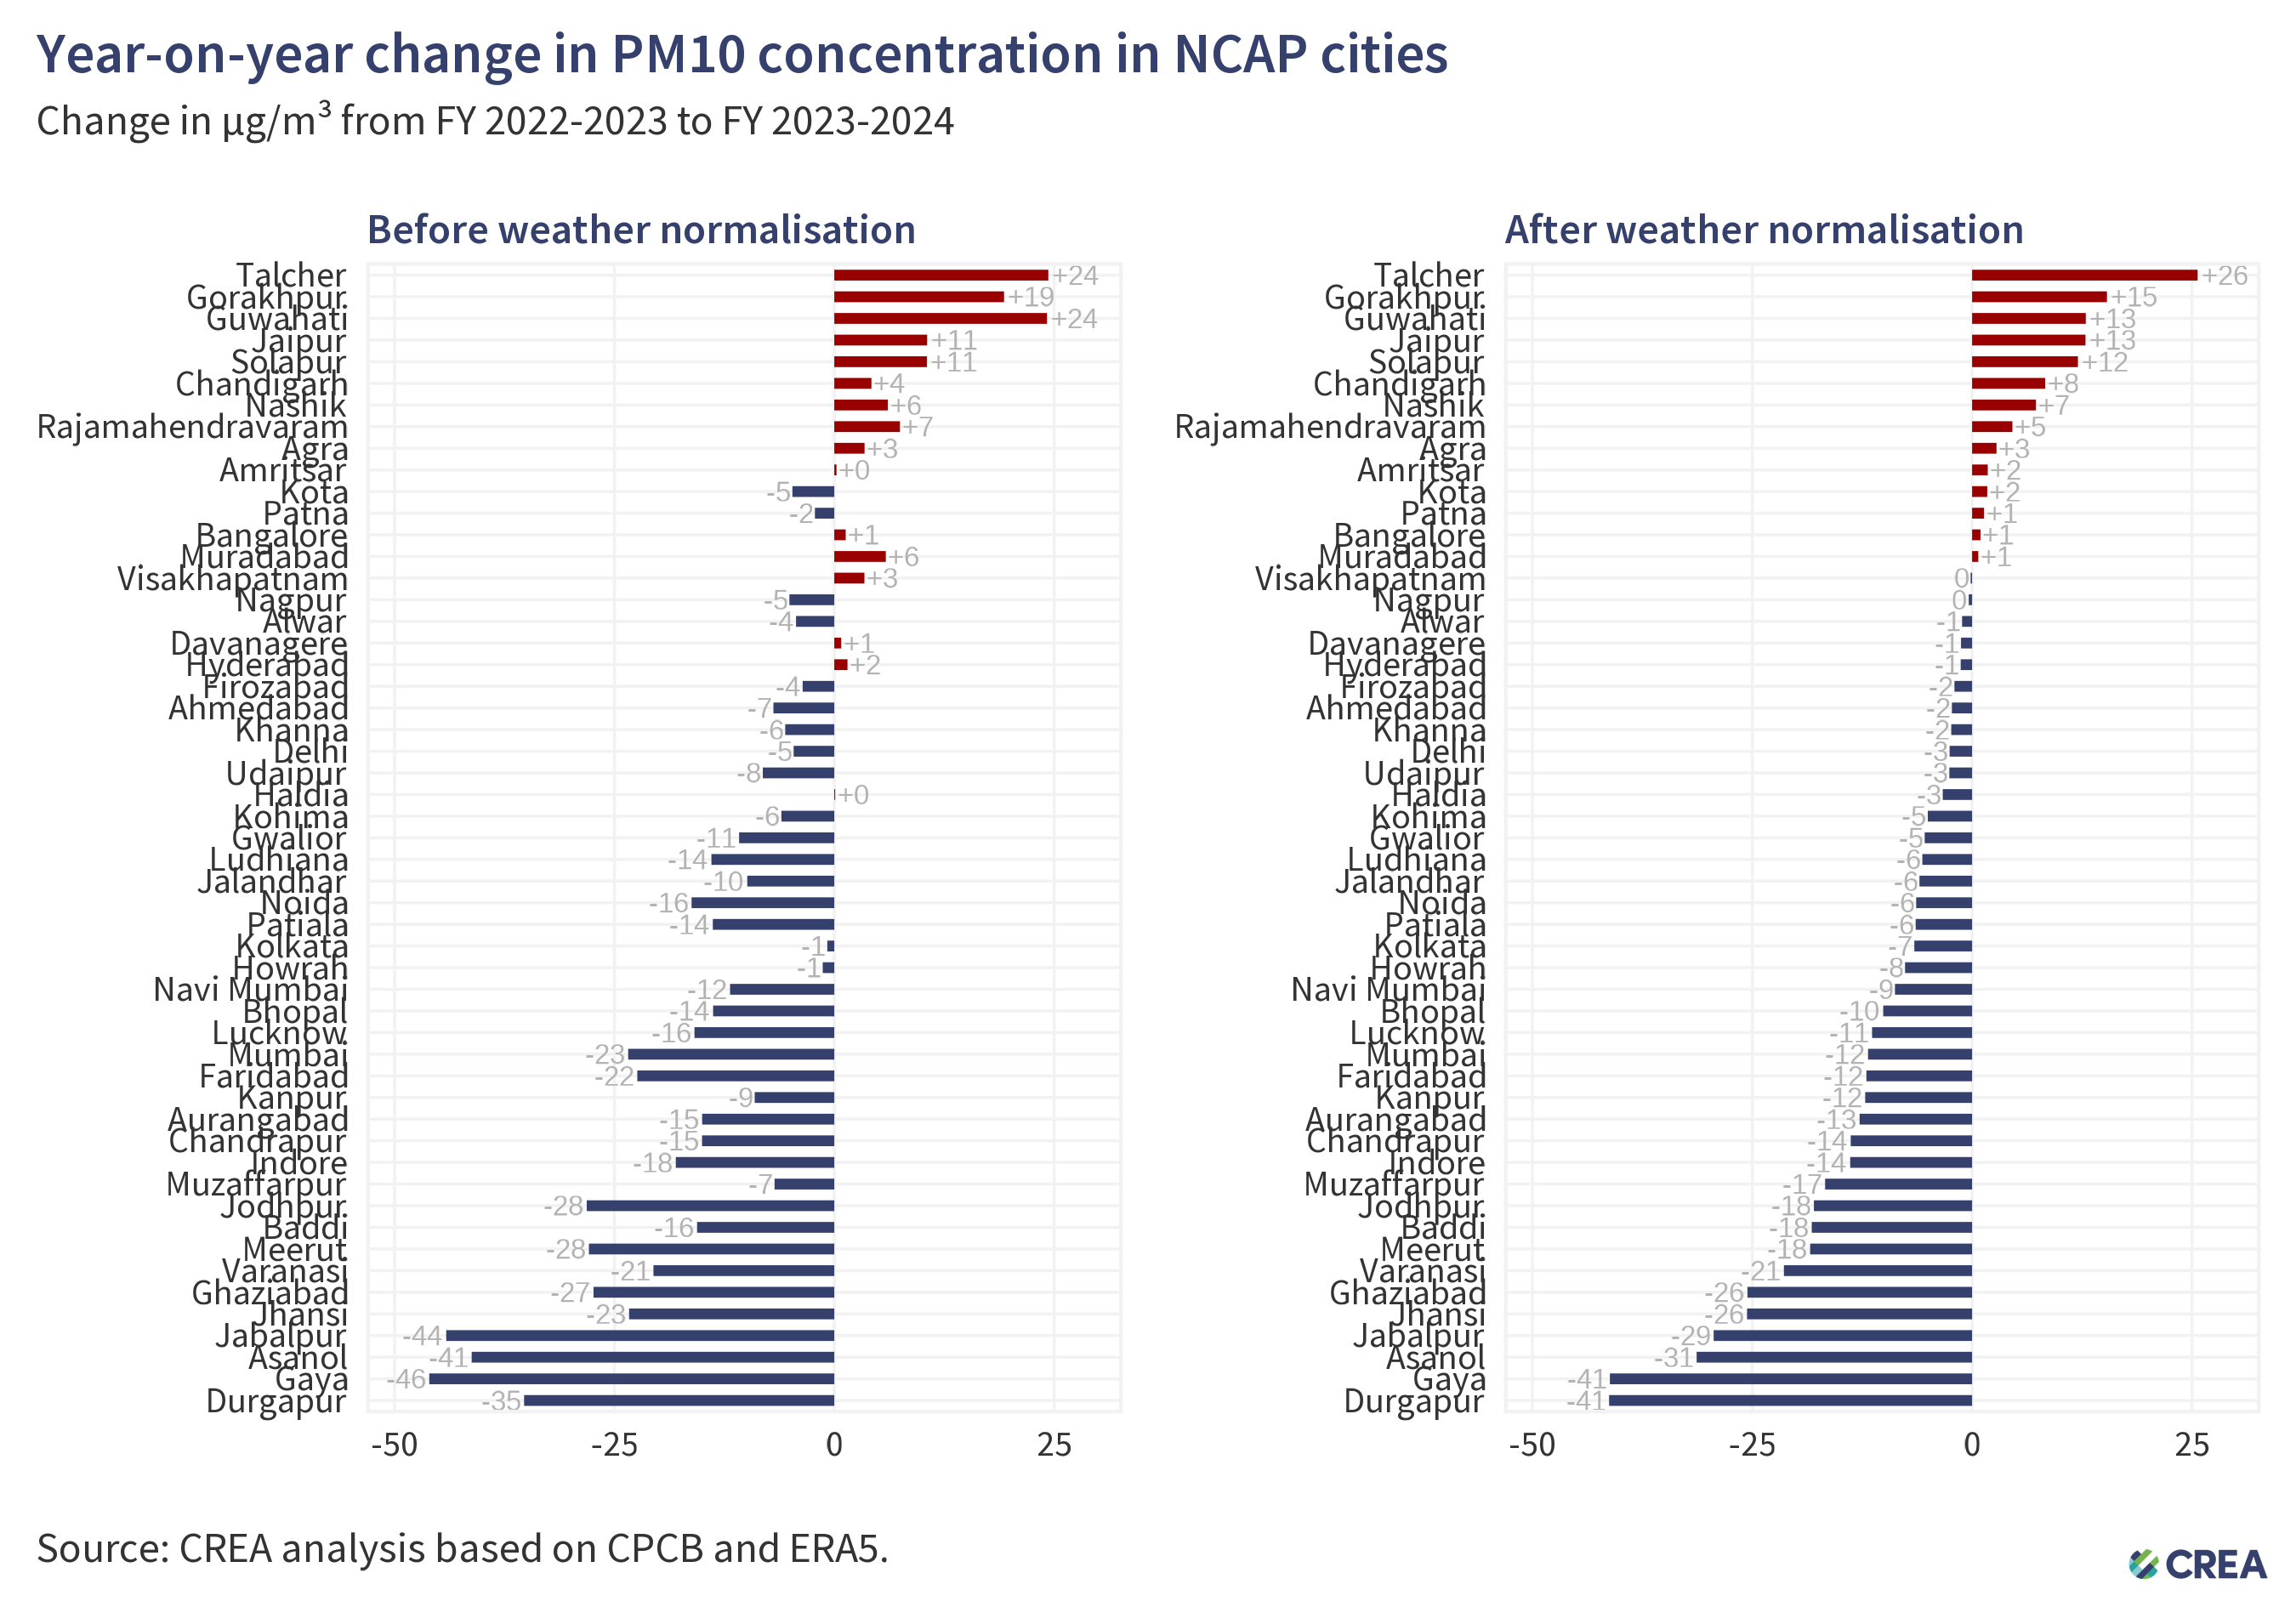 Year-on-year change in PM10 concentration in NCAP cities
Change in µg/m³ from FY 2022-2023 to FY 2023-2024
Before weather normalisation
Talcher +24
Gorakhpur +19
Guwahati +24
Jaipur +11
Solapur +11
Chandigarh +4
Nashik +6
Rajamahendravaram +7
Agra +3
Amritsar +0
Kota -5
Patna -2
Bangalore +1
Muradabad +6
Visakhapatnam +3
Nagpur -5
Alwar -4
Davanagere +1
Hyderabad +2
Firozabad -4
Ahmedabad -7
Khanna -6
Delhi -5
Udaipur -8
Haldia +0
Kohima -6
Gwalior -11
Ludhiana -14
Jalandhar -10
Noida -16
Patiala -14
Kolkata -1
Howrah -1
Navi Mumbai -12
Bhopal -14
Lucknow -16
Mumbai -23
Faridabad -22
Kanpur -9
Aurangabad -15
Chandrapur -15
Indore -18
Muzaffarpur -7
Jodhpur -28
Baddi -16
Meerut -28
Varanasi -21
Ghaziabad -27
Jhansi -23
Jabalpur -44
Asanol -41
Gaya -46
Durgapur -35
-50 -25 0 25
After weather normalisation
Talcher +26
Gorakhpur +15
Guwahati +13
Jaipur +13
Solapur +12
Chandigarh +8
Nashik +7
Rajamahendravaram +5
Agra +3
Amritsar +2
Kota +2
Patna +1
Bangalore +1
Muradabad +1
Visakhapatnam 0
Nagpur 0
Alwar -1
Davanagere -1
Hyderabad -1
Firozabad -2
Ahmedabad -2
Khanna -2
Delhi -3
Udaipur -3
Haldia -3
Kohima -5
Gwalior -5
Ludhiana -6
Jalandhar -6
Noida -6
Patiala -6
Kolkata -7
Howrah -8
Navi Mumbai -9
Bhopal -10
Lucknow -11
Mumbai -12
Faridabad -12
Kanpur -12
Aurangabad -13
Chandrapur -14
Indore -14
Muzaffarpur -17
Jodhpur -18
Baddi -18
Meerut -18
Varanasi -21
Ghaziabad -26
Jhansi -26
Jabalpur -29
Asanol -31
Gaya -41
Durgapur -41
-50 -25 0 25
Source: CREA analysis based on CPCB and ERA5.
CREA